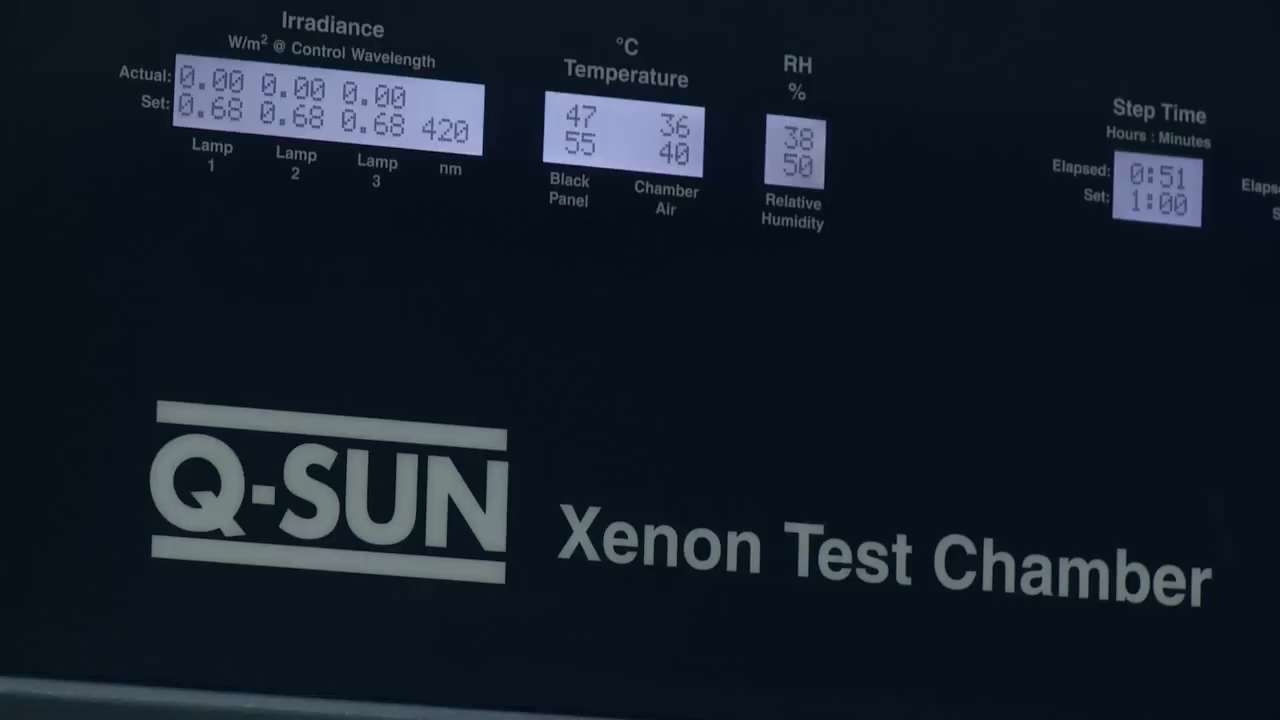 Irradiance
W/m² @ Control Wavelength
Actual: 0.00 0.00 0.00
Set: 0.68 0.68 0.68 420
Lamp 1 Lamp 2 Lamp 3 nm
°C
Temperature
47 36
55 40
Black Panel Chamber Air
RH
%
38
50
Relative
Humidity
Step Time
Hours : Minutes
Elapsed: 0:51
Set: 1:00
Q-SUN
Xenon Test Chamber